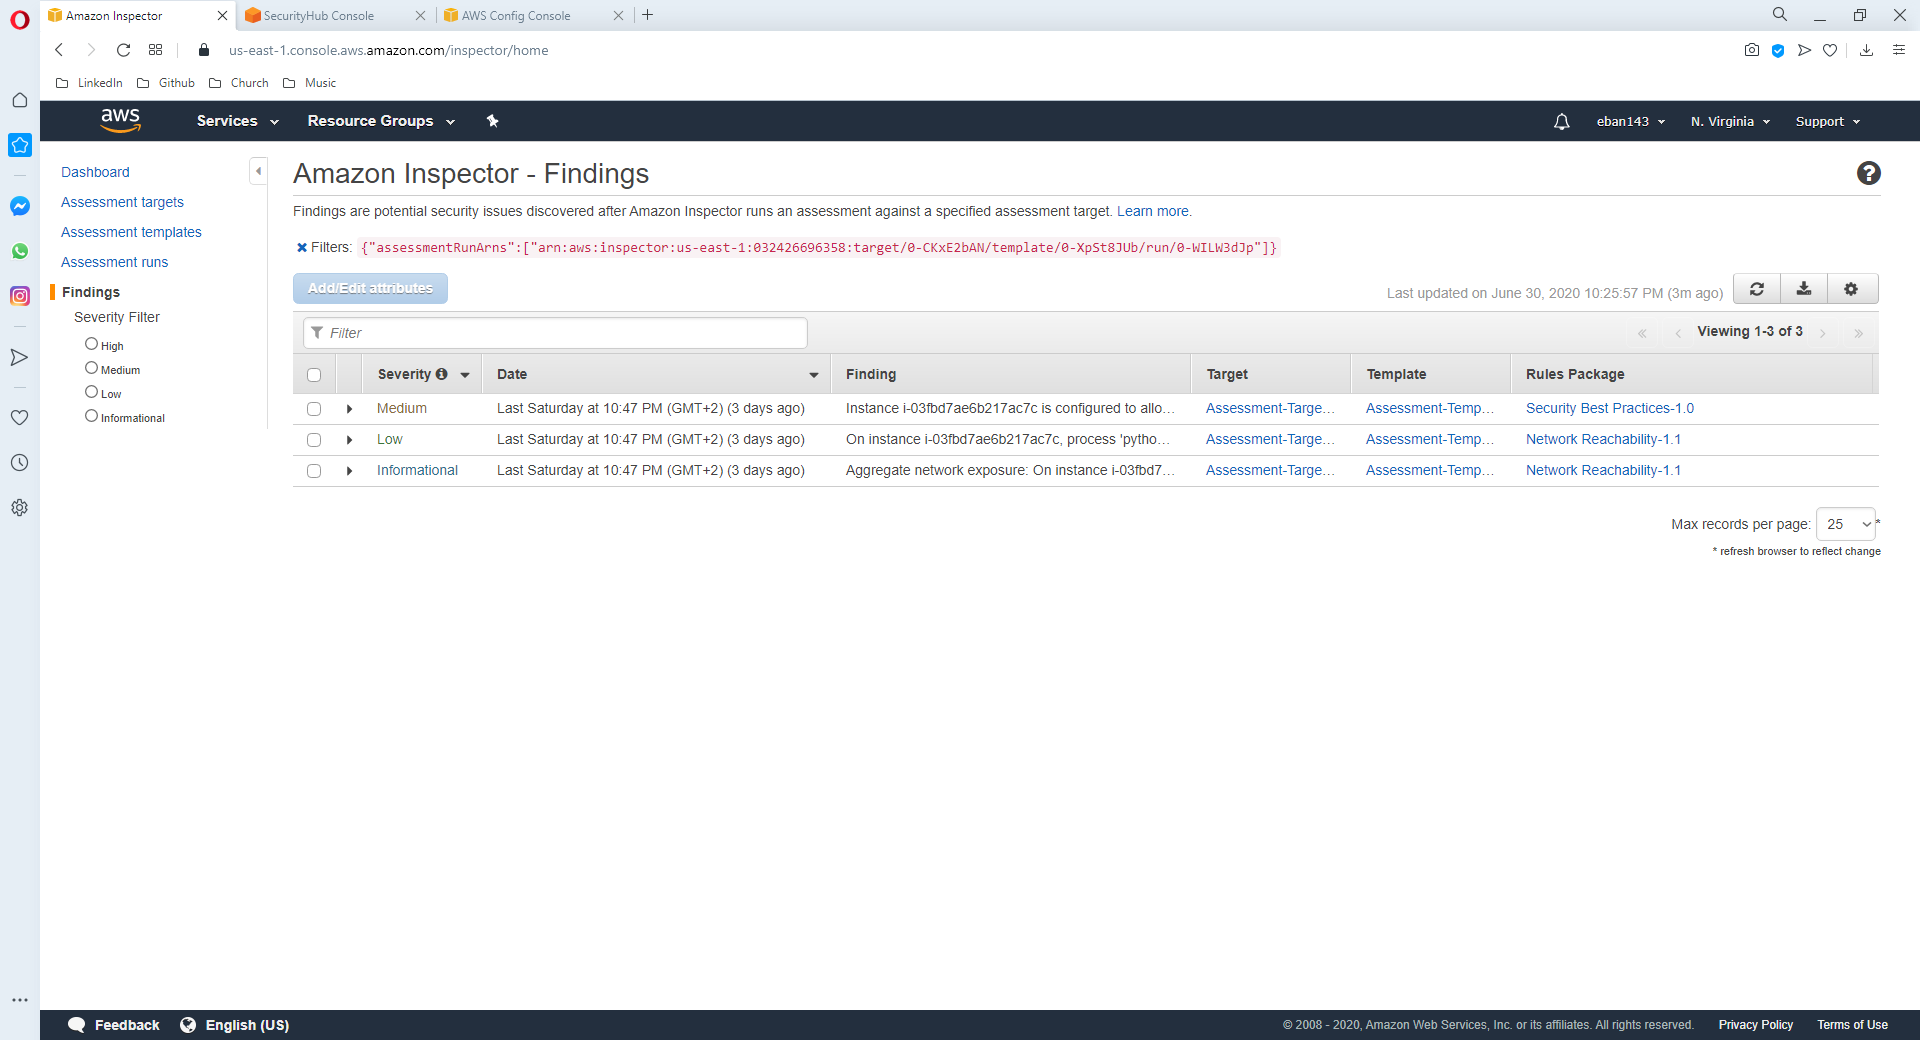 Amazon Inspector
SecurityHub Console
AWS Config Console
us-east-1.console.aws.amazon.com/inspector/home
LinkedIn Github Church Music
aws Services Resource Groups eban143 N. Virginia Support
Dashboard
Assessment targets
Assessment templates
Assessment runs
Findings
Severity Filter
High
Medium
Low
Informational
Amazon Inspector - Findings
Findings are potential security issues discovered after Amazon Inspector runs an assessment against a specified assessment target. Learn more.
Filters: {"assessmentRunArns":["arn:aws:inspector:us-east-1:032426696358:target/0-CKxE2bAN/template/0-XpSt8JUb/run/0-WILW3dJp"]}
Add/Edit attributes
Last updated on June 30, 2020 10:25:57 PM (3m ago)
Filter
« ‹ Viewing 1-3 of 3 › »
Severity Date Finding Target Template Rules Package
Medium Last Saturday at 10:47 PM (GMT+2) (3 days ago) Instance i-03fbd7ae6b217ac7c is configured to allo… Assessment-Targe… Assessment-Temp… Security Best Practices-1.0
Low Last Saturday at 10:47 PM (GMT+2) (3 days ago) On instance i-03fbd7ae6b217ac7c, process 'pytho… Assessment-Targe… Assessment-Temp… Network Reachability-1.1
Informational Last Saturday at 10:47 PM (GMT+2) (3 days ago) Aggregate network exposure: On instance i-03fbd7… Assessment-Targe… Assessment-Temp… Network Reachability-1.1
Max records per page: 25 *
* refresh browser to reflect change
Feedback English (US) © 2008 - 2020, Amazon Web Services, Inc. or its affiliates. All rights reserved. Privacy Policy Terms of Use